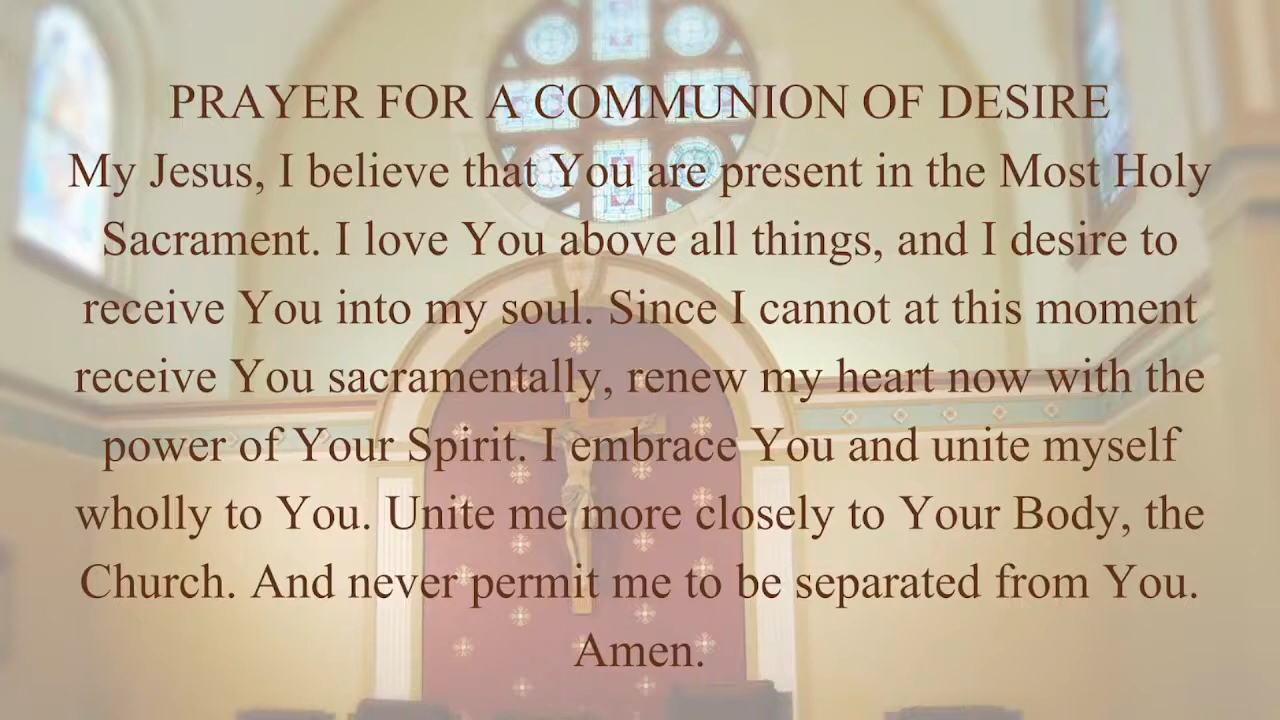 PRAYER FOR A COMMUNION OF DESIRE
My Jesus, I believe that You are present in the Most Holy
Sacrament. I love You above all things, and I desire to
receive You into my soul. Since I cannot at this moment
receive You sacramentally, renew my heart now with the
power of Your Spirit. I embrace You and unite myself
wholly to You. Unite me more closely to Your Body, the
Church. And never permit me to be separated from You.
Amen.